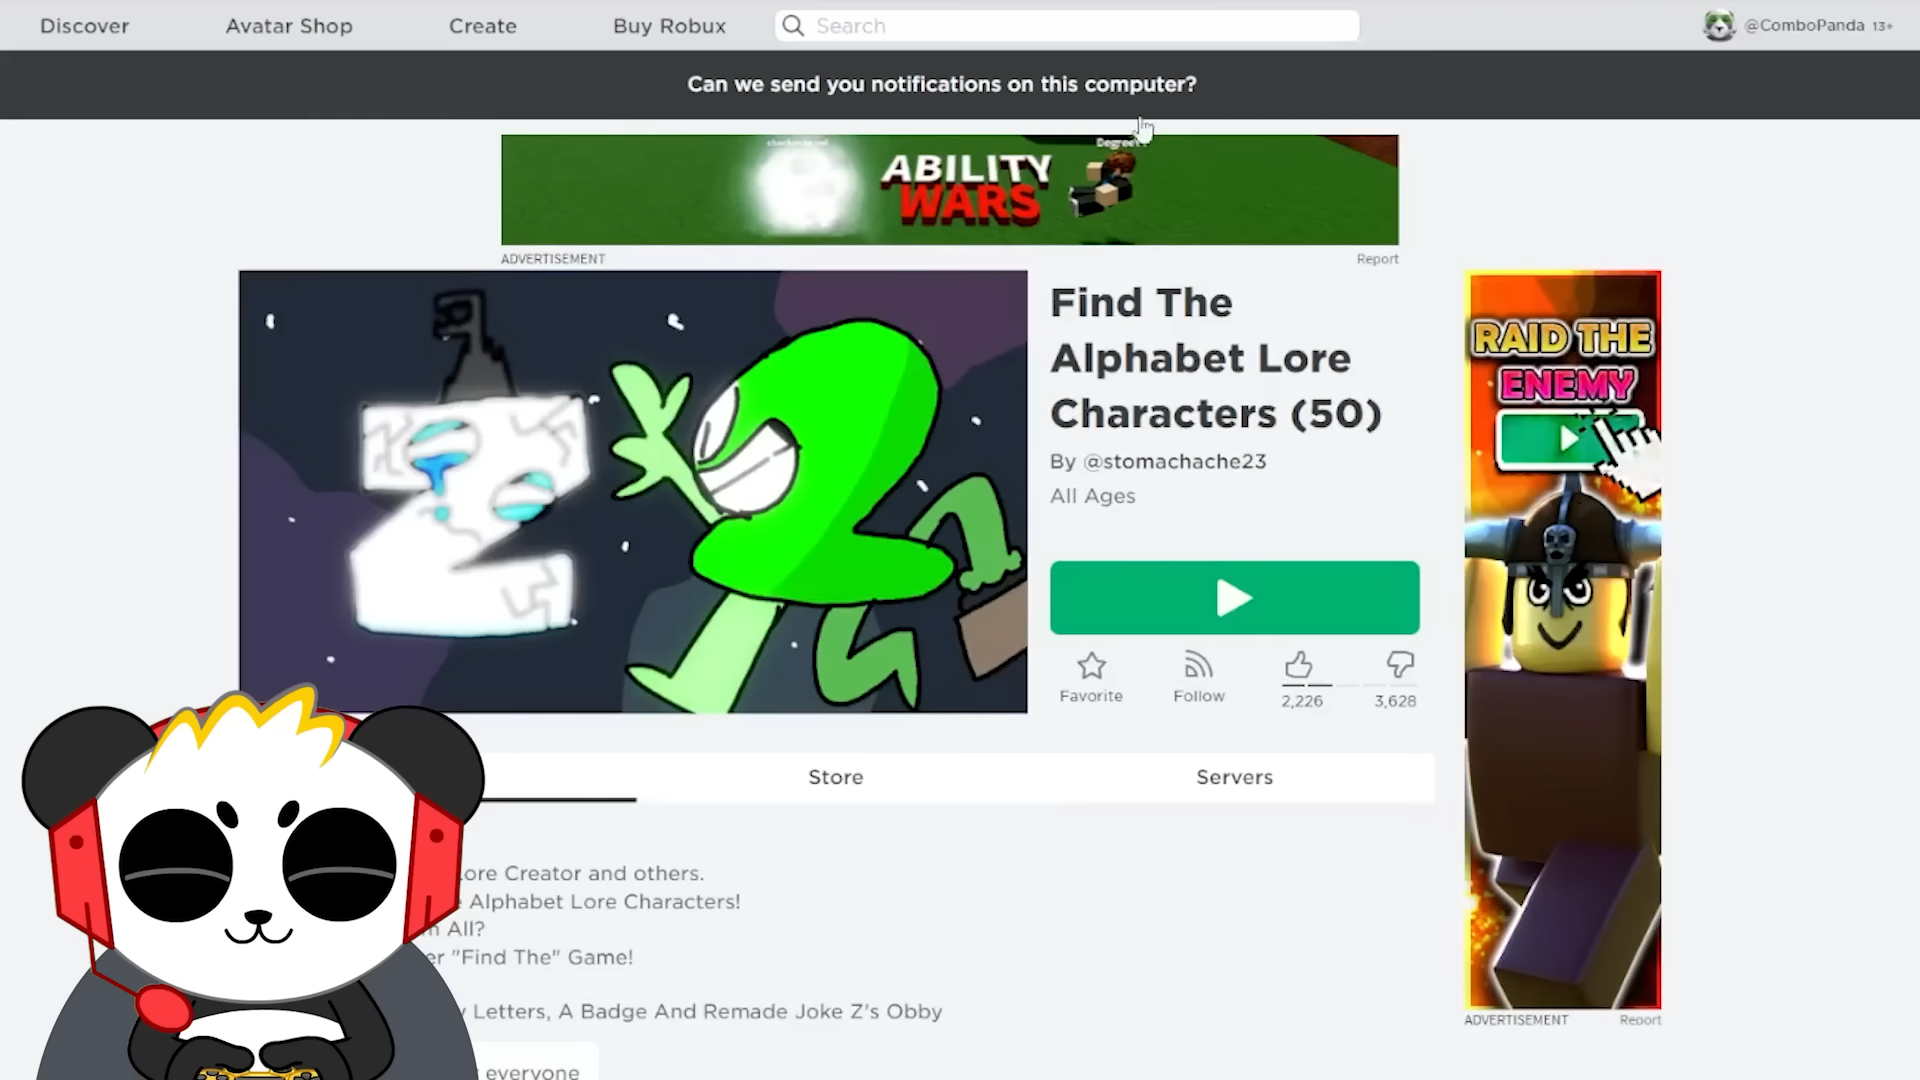 Discover
Avatar Shop
Create
Buy Robux
Search
@ComboPanda 13+
Can we send you notifications on this computer?
ABILITY
WARS
ADVERTISEMENT
Report
Find The
Alphabet Lore
Characters (50)
By @stomachache23
All Ages
Favorite
Follow
2,226
3,628
RAID THE
ENEMY
Store
Servers
Lore Creator and others.
Alphabet Lore Characters!
All?
"Find The" Game!
Letters, A Badge And Remade Joke Z's Obby
everyone
ADVERTISEMENT
Report